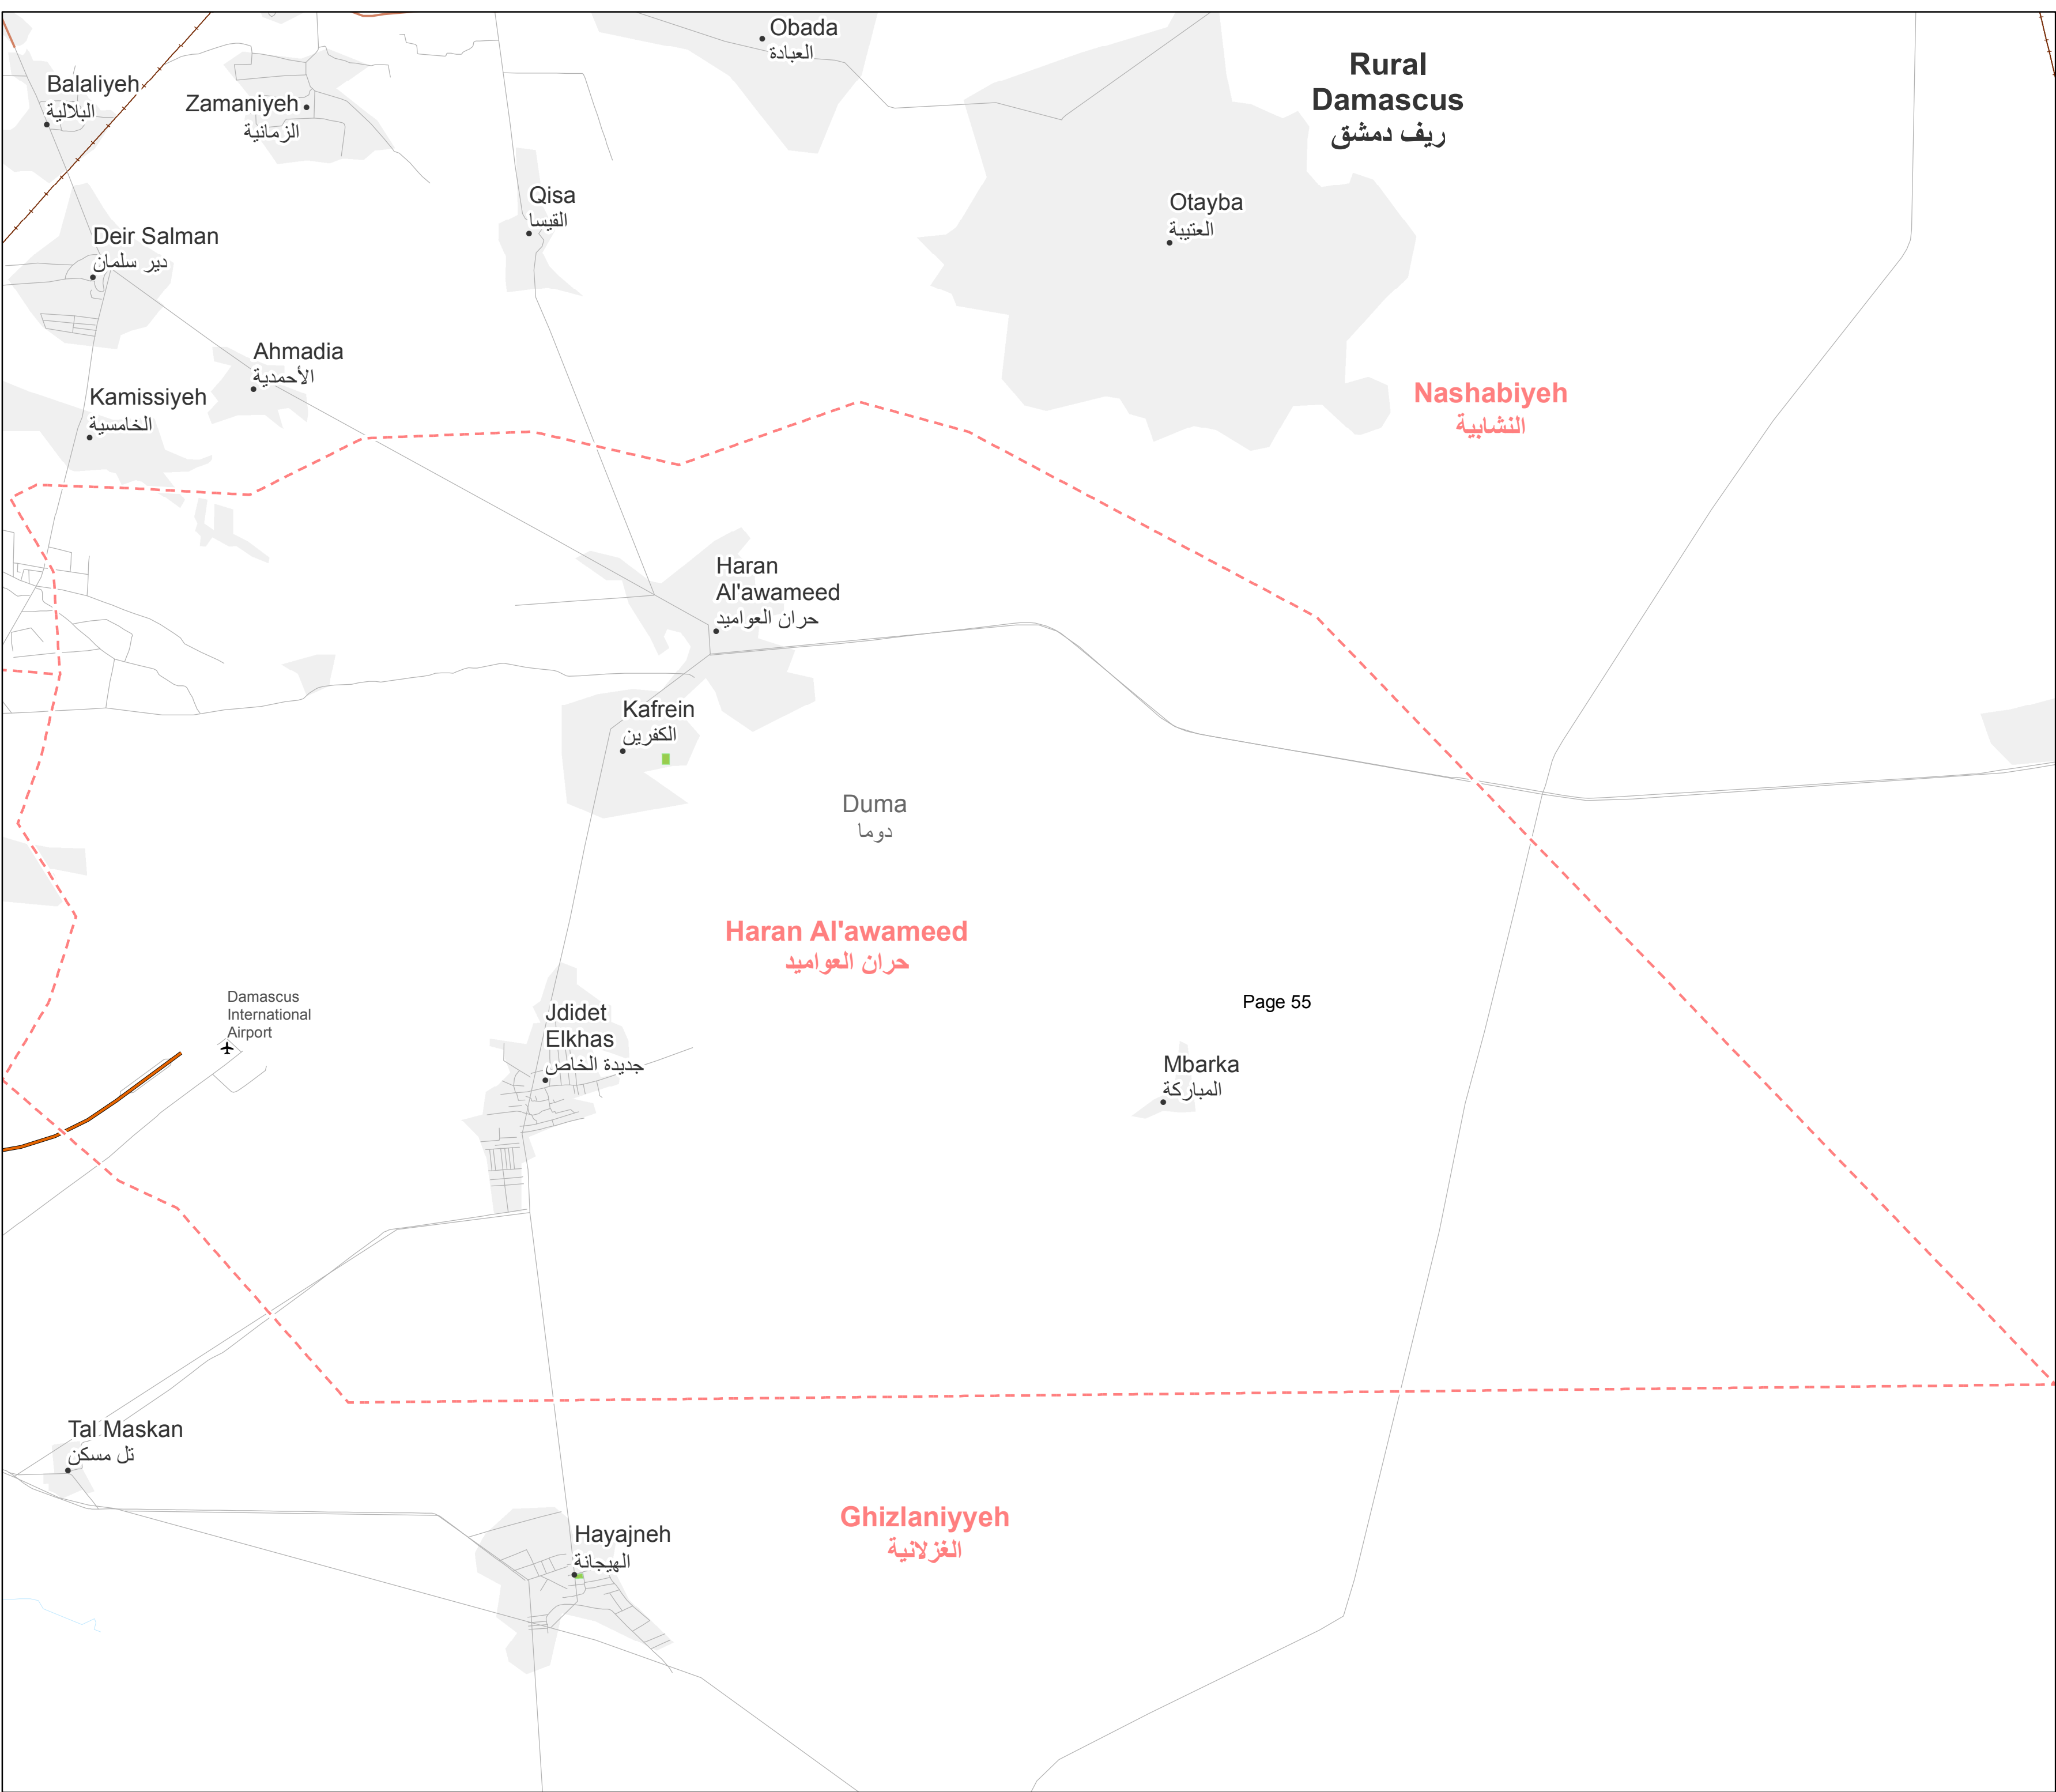 Obada
العبادة
Rural
Damascus
ريف دمشق
Balaliyeh
البلالية
Zamaniyeh
الزمانية
Qisa
القيسا
Otayba
العتيبة
Deir Salman
دير سلمان
Ahmadia
الأحمدية
Kamissiyeh
الخامسية
Nashabiyeh
النشابية
Haran
Al'awameed
حران العواميد
Kafrein
الكفرين
Duma
دوما
Haran Al'awameed
حران العواميد
Damascus
International
Airport
Jdidet
Elkhas
جديدة الخاص
Page 55
Mbarka
المباركة
Tal Maskan
تل مسكن
Ghizlaniyyeh
الغزلانية
Hayajneh
الهيجانة